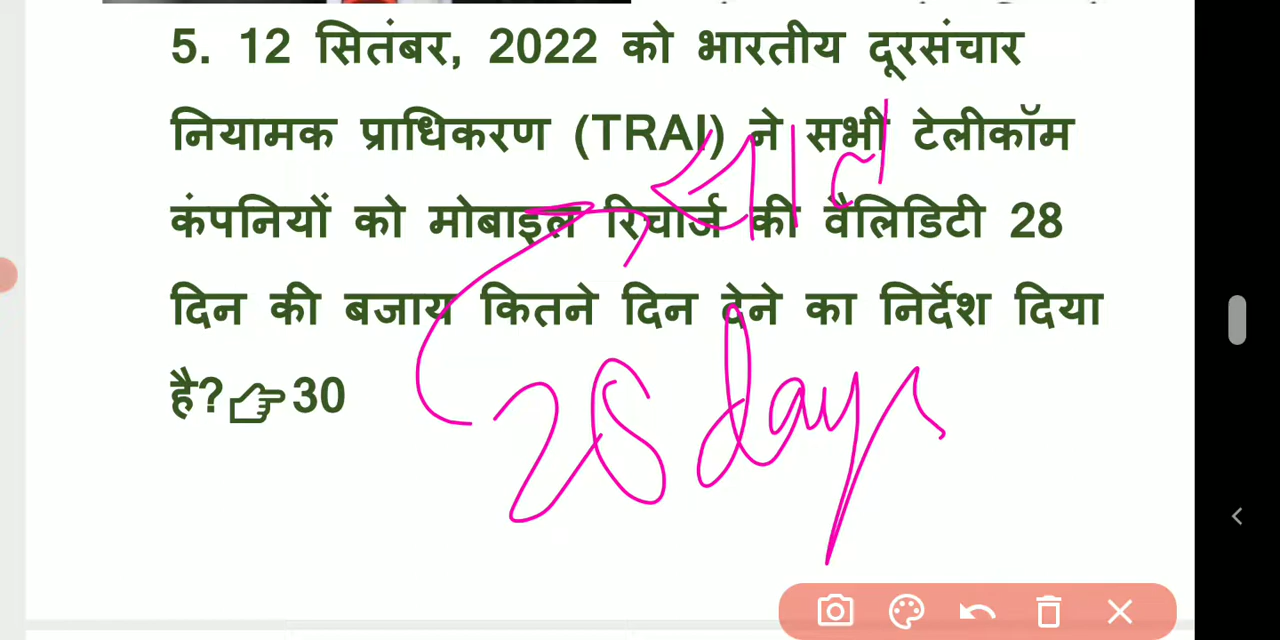 5. 12 सितंबर, 2022 को भारतीय दूरसंचार
नियामक प्राधिकरण (TRAI) ने सभी टेलीकॉम
कंपनियों को मोबाइल रिचार्ज की वैलिडिटी 28
दिन की बजाय कितने दिन देने का निर्देश दिया
है?👉30
28 days